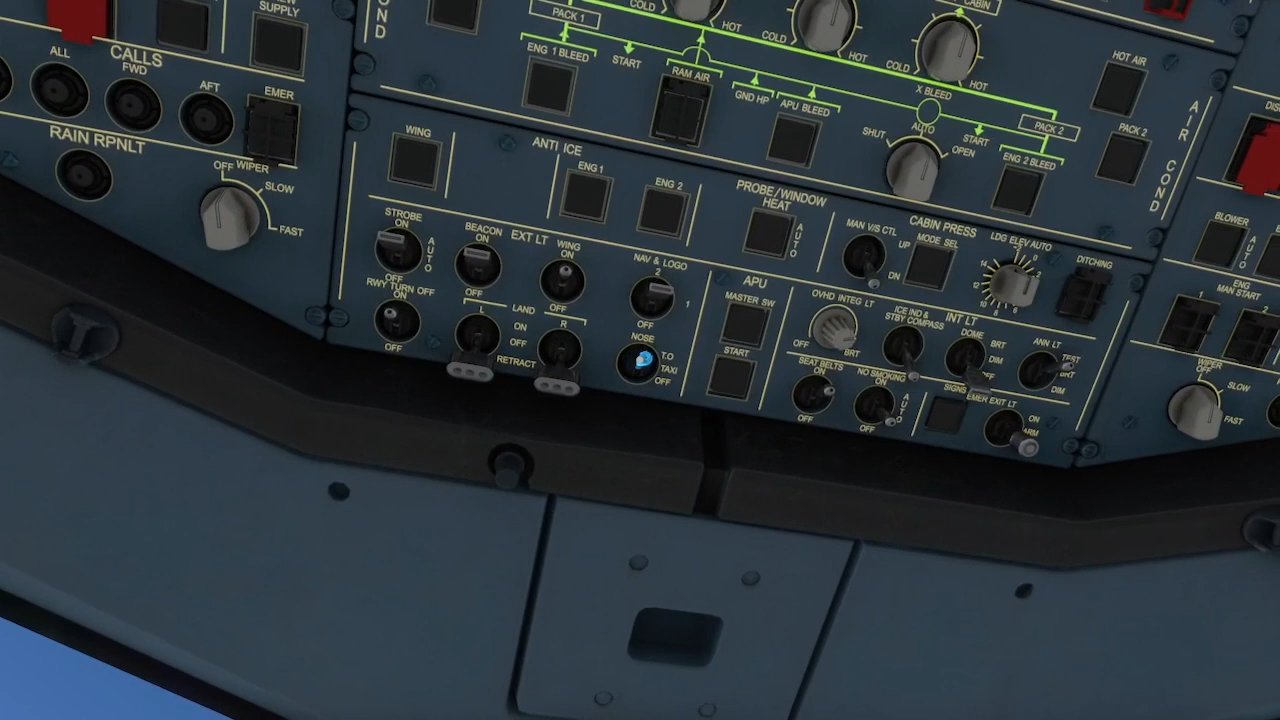 SUPPLY
ALL
CALLS
FWD
AFT
EMER
RAIN RPNLT
OFF
WIPER
SLOW
FAST
COND
PACK 1
ENG 1 BLEED
START
COLD
HOT
RAM AIR
GND HP
APU BLEED
COLD
HOT
CABIN
COLD
HOT
X BLEED
AUTO
SHUT
OPEN
START
PACK 2
ENG 2 BLEED
HOT AIR
PACK 2
AIR COND
WING
ANTI ICE
ENG 1
ENG 2
PROBE/WINDOW
HEAT
AUTO
CABIN PRESS
MAN V/S CTL
UP
DN
MODE SEL
LDG ELEV
AUTO
DITCHING
STROBE
ON
AUTO
OFF
BEACON
ON
OFF
EXT LT
WING
ON
OFF
NAV & LOGO
2
1
OFF
RWY TURN OFF
ON
OFF
LAND
L
R
ON
OFF
RETRACT
NOSE
T.O
TAXI
OFF
APU
MASTER SW
START
OVHD INTEG LT
OFF
BRT
ICE IND &
STBY COMPASS
INT LT
DOME
BRT
DIM
OFF
ANN LT
TEST
BRT
DIM
SEAT BELTS
ON
OFF
NO SMOKING
ON
AUTO
OFF
SIGNS
EMER EXIT LT
ON
ARM
BLOWER
AUTO
ENG
MAN START
1
2
WIPER
OFF
SLOW
FAST